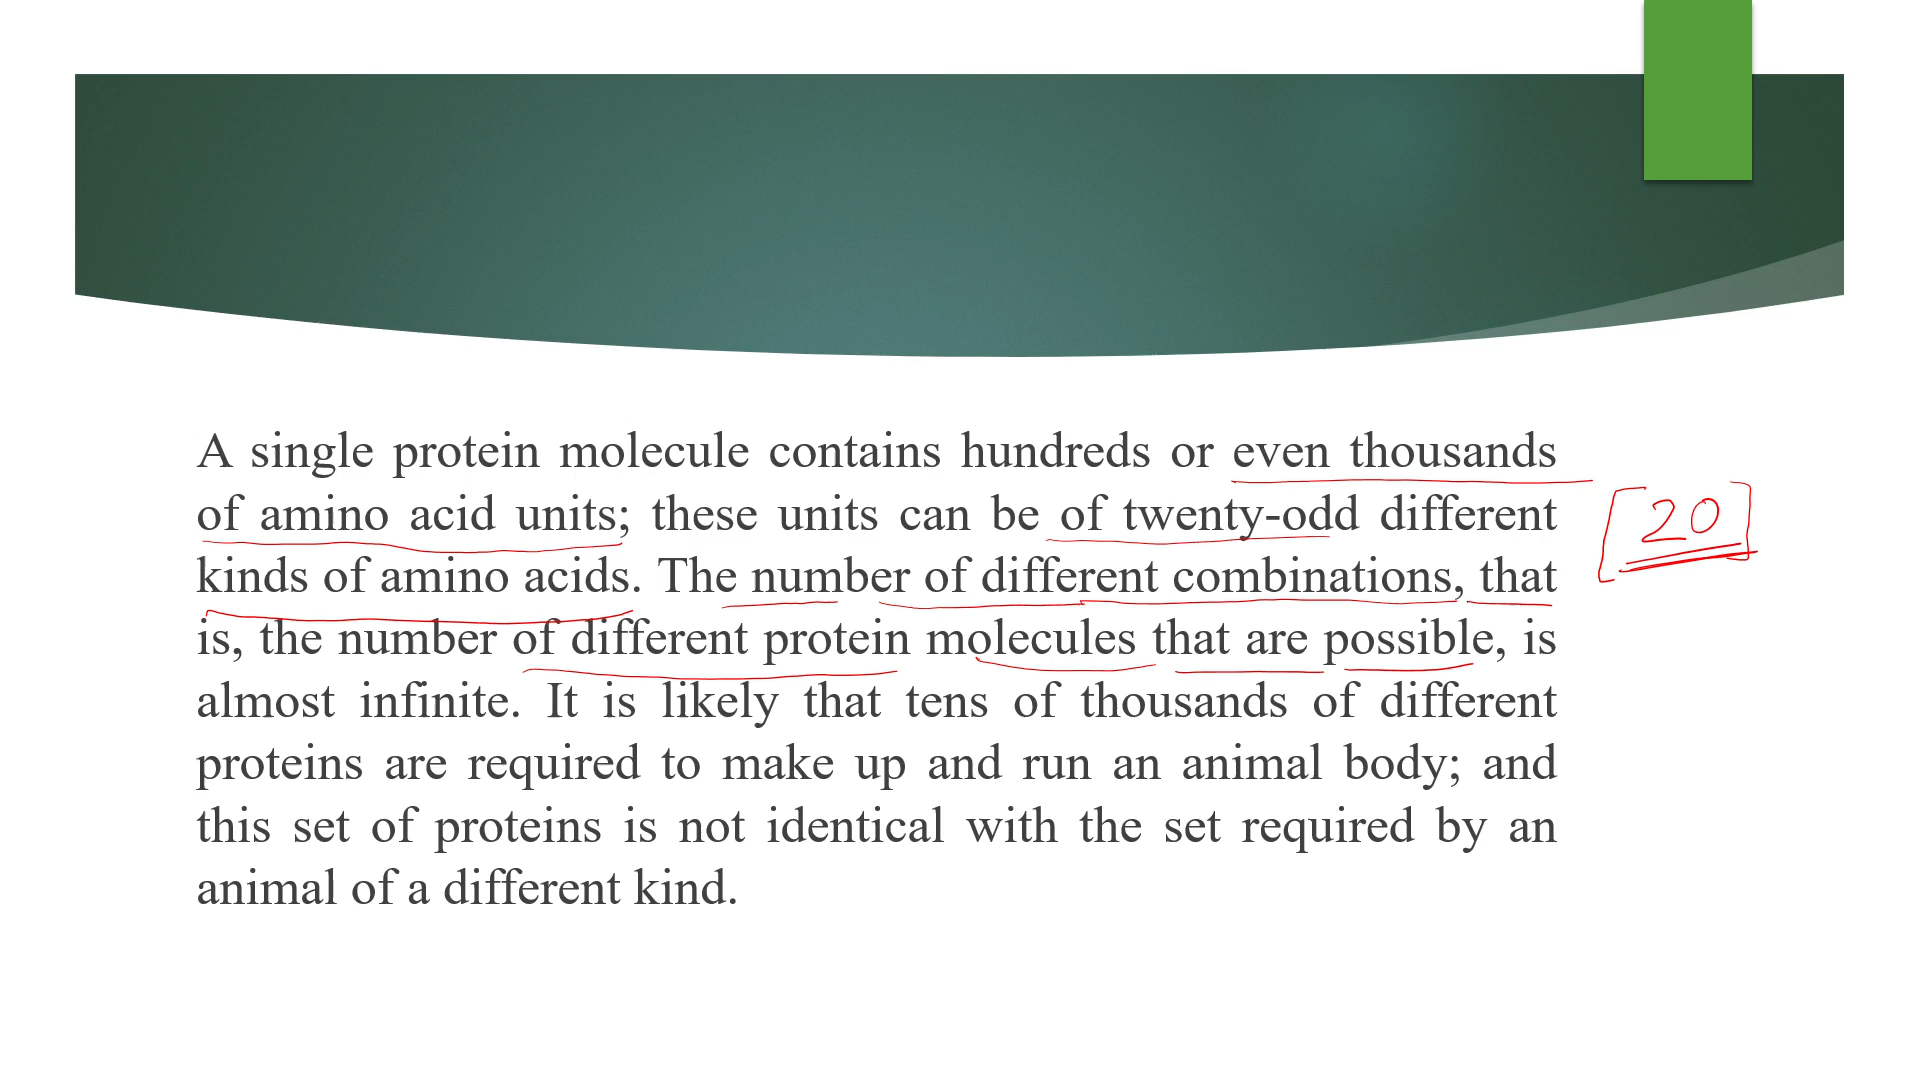 A single protein molecule contains hundreds or even thousands
of amino acid units; these units can be of twenty-odd different
[20]
kinds of amino acids. The number of different combinations, that
is, the number of different protein molecules that are possible, is
almost infinite. It is likely that tens of thousands of different
proteins are required to make up and run an animal body; and
this set of proteins is not identical with the set required by an
animal of a different kind.